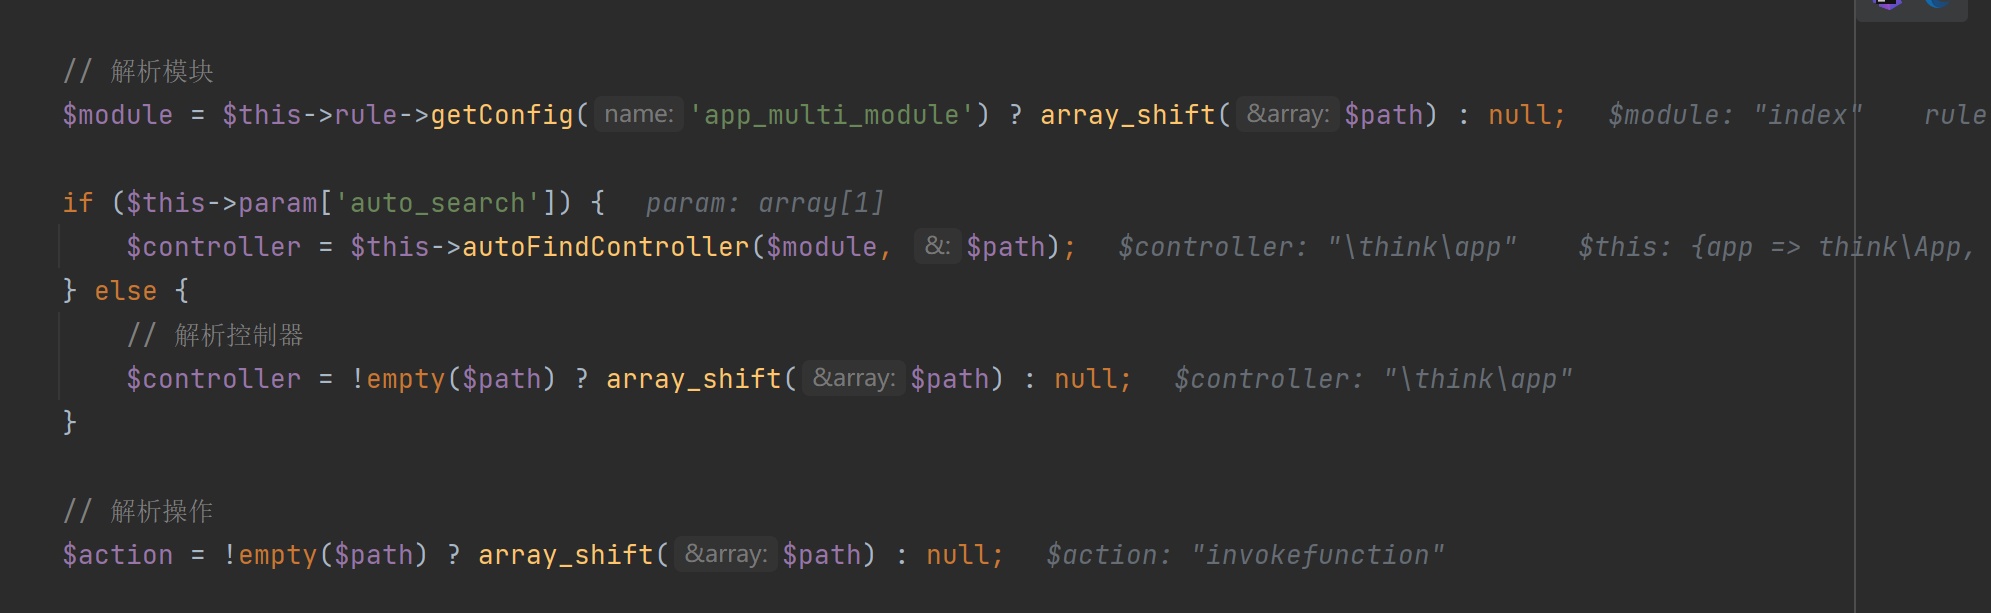 // 解析模块
$module = $this->rule->getConfig( name: 'app_multi_module') ? array_shift( &array: $path) : null; $module: "index" rule
if ($this->param['auto_search']) { param: array[1]
$controller = $this->autoFindController($module, &: $path); $controller: "\think\app" $this: {app => think\App,
} else {
// 解析控制器
$controller = !empty($path) ? array_shift( &array: $path) : null; $controller: "\think\app"
}
// 解析操作
$action = !empty($path) ? array_shift( &array: $path) : null; $action: "invokefunction"